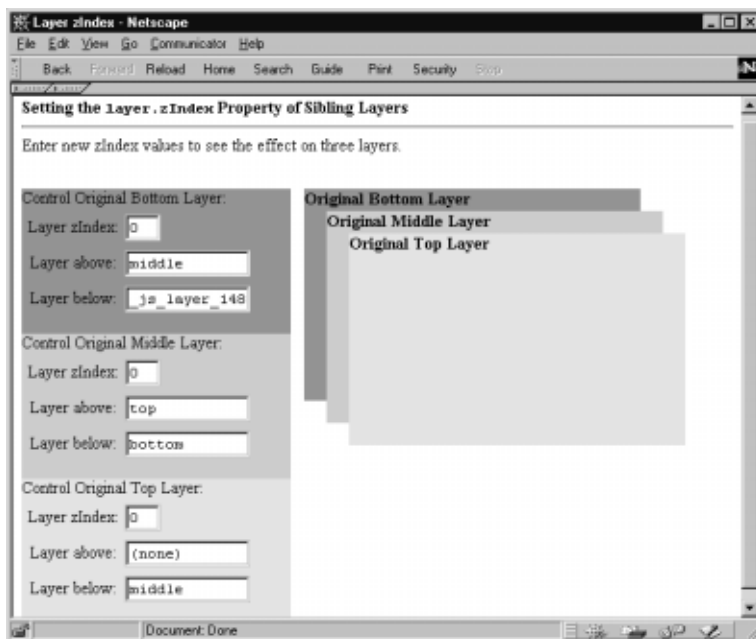 Layer zIndex - Netscape
File Edit View Go Communicator Help
Back Forward Reload Home Search Guide Print Security Stop
N
Setting the layer.zIndex Property of Sibling Layers
Enter new zIndex values to see the effect on three layers.
Control Original Bottom Layer:
Layer zIndex: 0
Layer above: middle
Layer below: _js_layer_148
Control Original Middle Layer:
Layer zIndex: 0
Layer above: top
Layer below: bottom
Control Original Top Layer:
Layer zIndex: 0
Layer above: (none)
Layer below: middle
Original Bottom Layer
Original Middle Layer
Original Top Layer
Document: Done